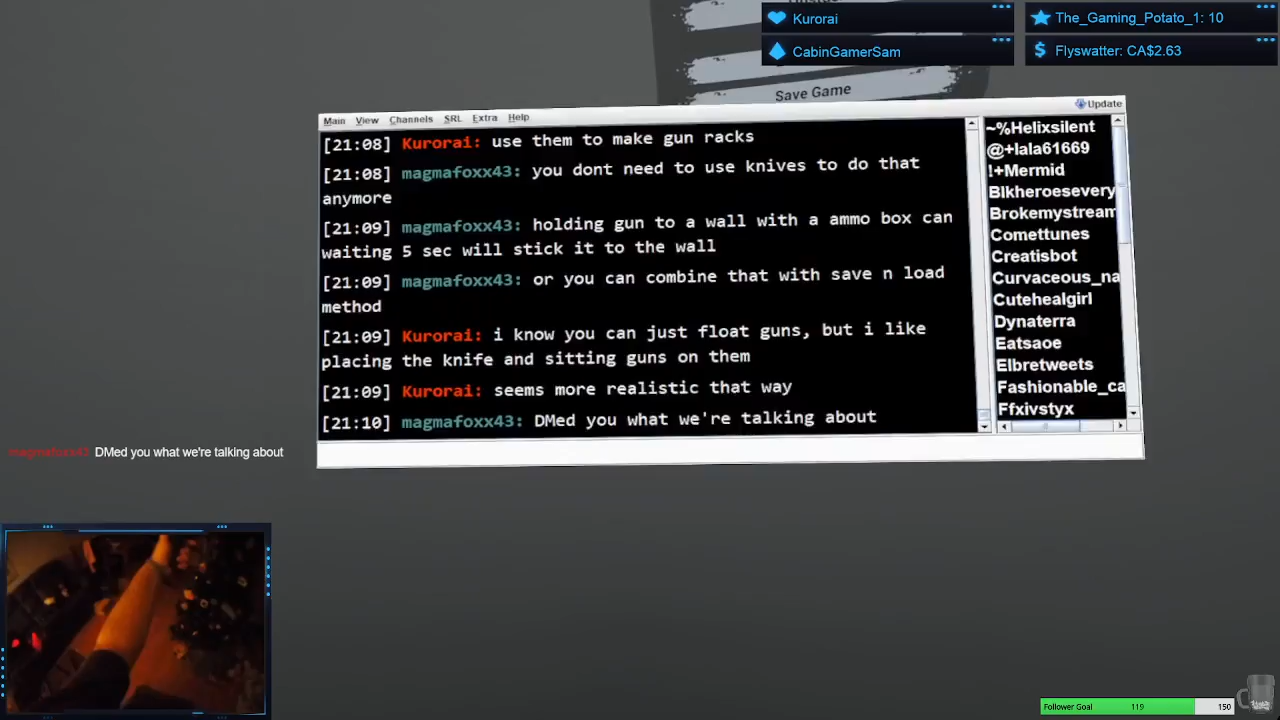 Kurorai
The_Gaming_Potato_1: 10
CabinGamerSam
Flyswatter: CA$2.63
Save Game
Update
Main View Channels SRL Extra Help
[21:08] Kurorai: use them to make gun racks
[21:08] magmafoxx43: you dont need to use knives to do that
anymore
[21:09] magmafoxx43: holding gun to a wall with a ammo box can
waiting 5 sec will stick it to the wall
[21:09] magmafoxx43: or you can combine that with save n load
method
[21:09] Kurorai: i know you can just float guns, but i like
placing the knife and sitting guns on them
[21:09] Kurorai: seems more realistic that way
[21:10] magmafoxx43: DMed you what we're talking about
~%Helixsilent
@+lala61669
!+Mermid
Blkheroesevery
Brokemystream
Comettunes
Creatisbot
Curvaceous_na
Cutehealgirl
Dynaterra
Eatsaoe
Elbretweets
Fashionable_ca
Ffxivstyx
magmafoxx43 DMed you what we're talking about
Follower Goal 119 150